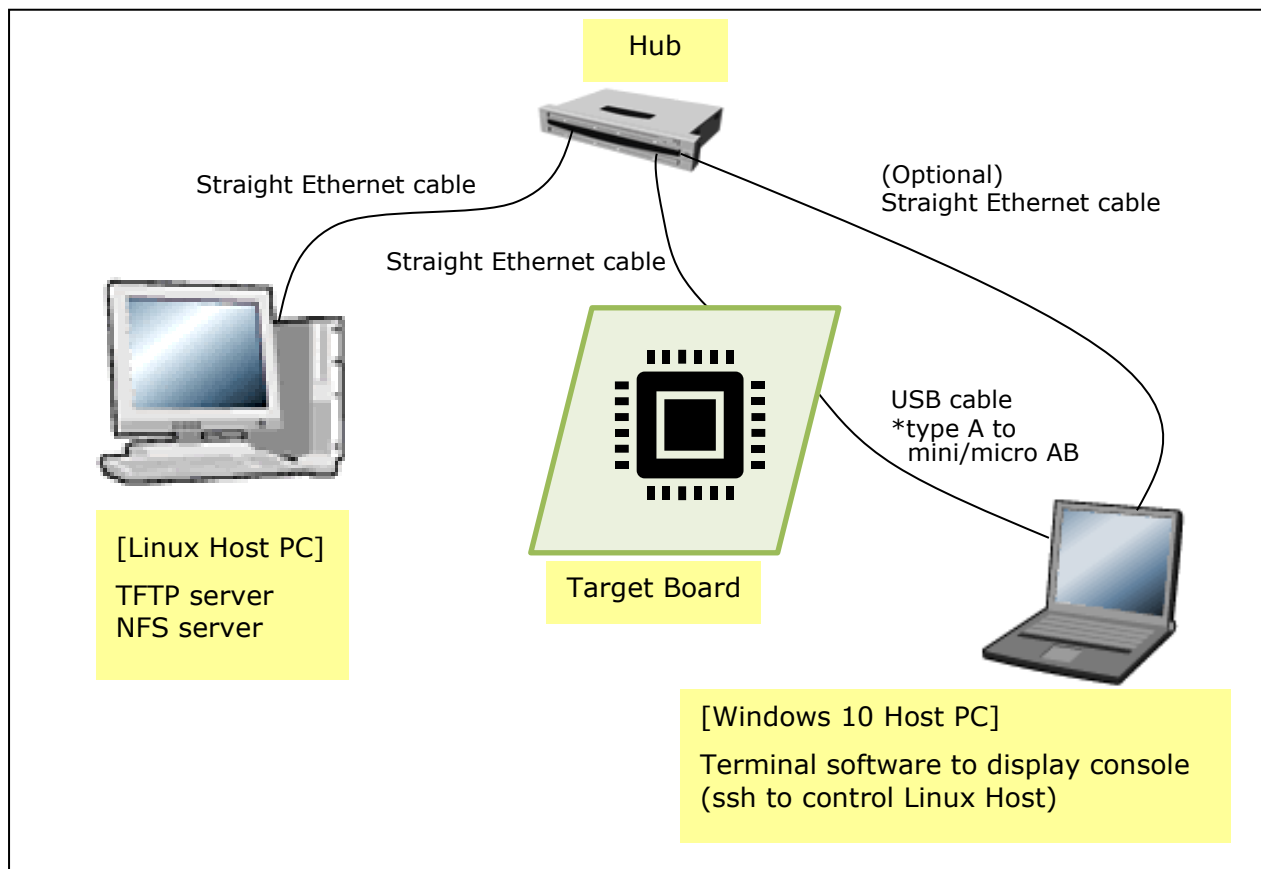 Hub
Straight Ethernet cable
(Optional)
Straight Ethernet cable
Straight Ethernet cable
USB cable
*type A to
mini/micro AB
[Linux Host PC]
TFTP server
NFS server
Target Board
[Windows 10 Host PC]
Terminal software to display console
(ssh to control Linux Host)